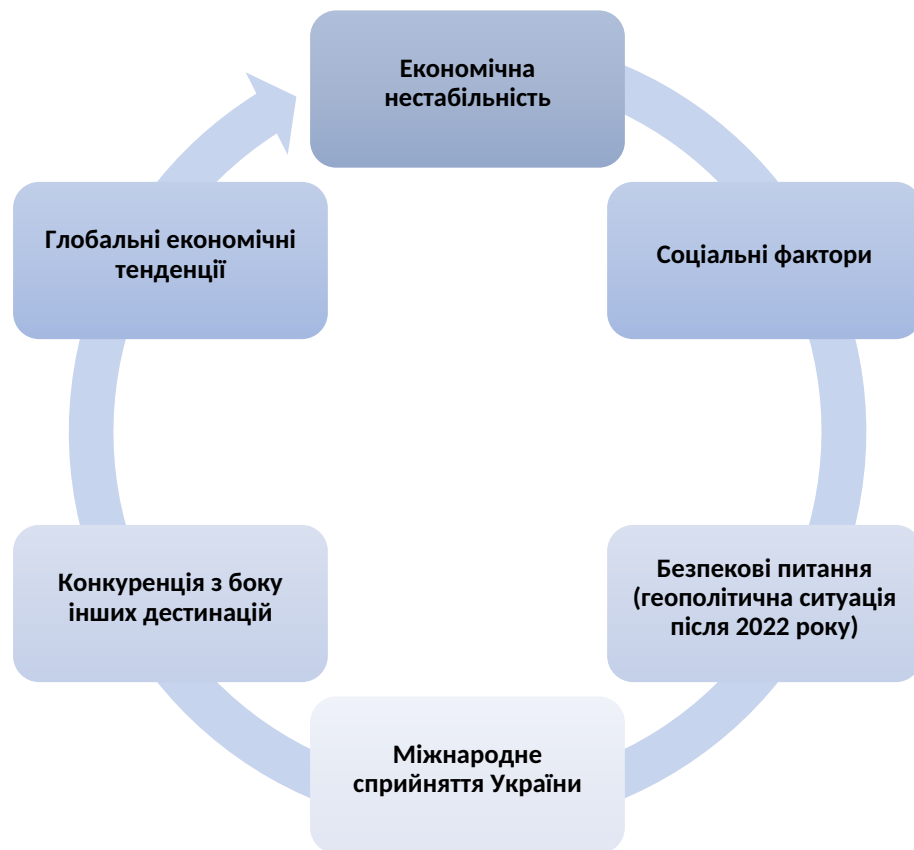 Економічна
нестабільність
Соціальні фактори
Безпекові питання
(геополітична ситуація
після 2022 року)
Міжнародне
сприйняття України
Конкуренція з боку
інших дестинацій
Глобальні економічні
тенденції